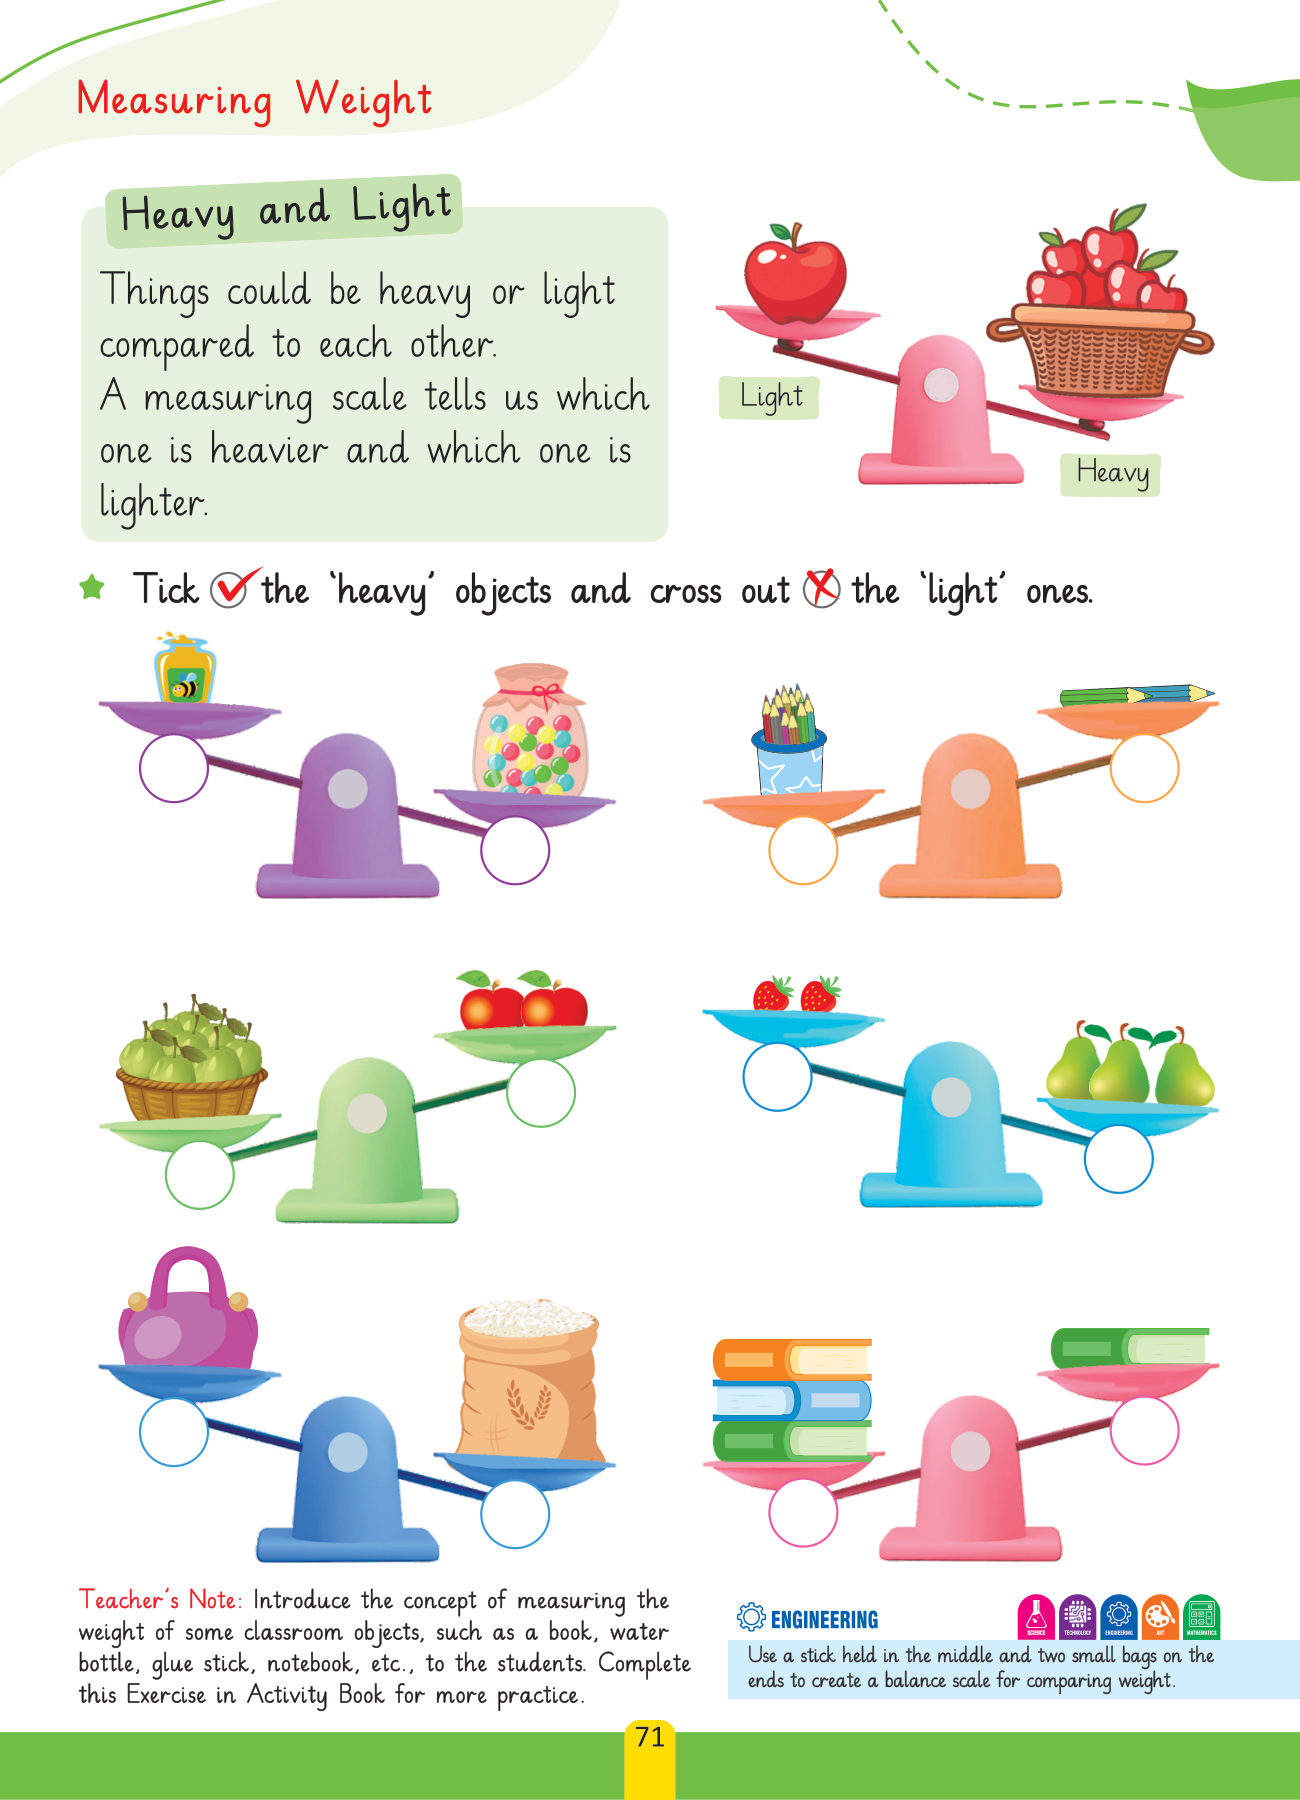 Measuring Weight
Heavy and Light
Things could be heavy or light
compared to each other.
A measuring scale tells us which
one is heavier and which one is
lighter.
Light
Heavy
Tick the ‘heavy’ objects and cross out the ‘light’ ones.
Teacher's Note: Introduce the concept of measuring the
weight of some classroom objects, such as a book, water
bottle, glue stick, notebook, etc., to the students. Complete
this Exercise in Activity Book for more practice.
ENGINEERING
SCIENCE TECHNOLOGY ENGINEERING ART MATHEMATICS
Use a stick held in the middle and two small bags on the
ends to create a balance scale for comparing weight.
71